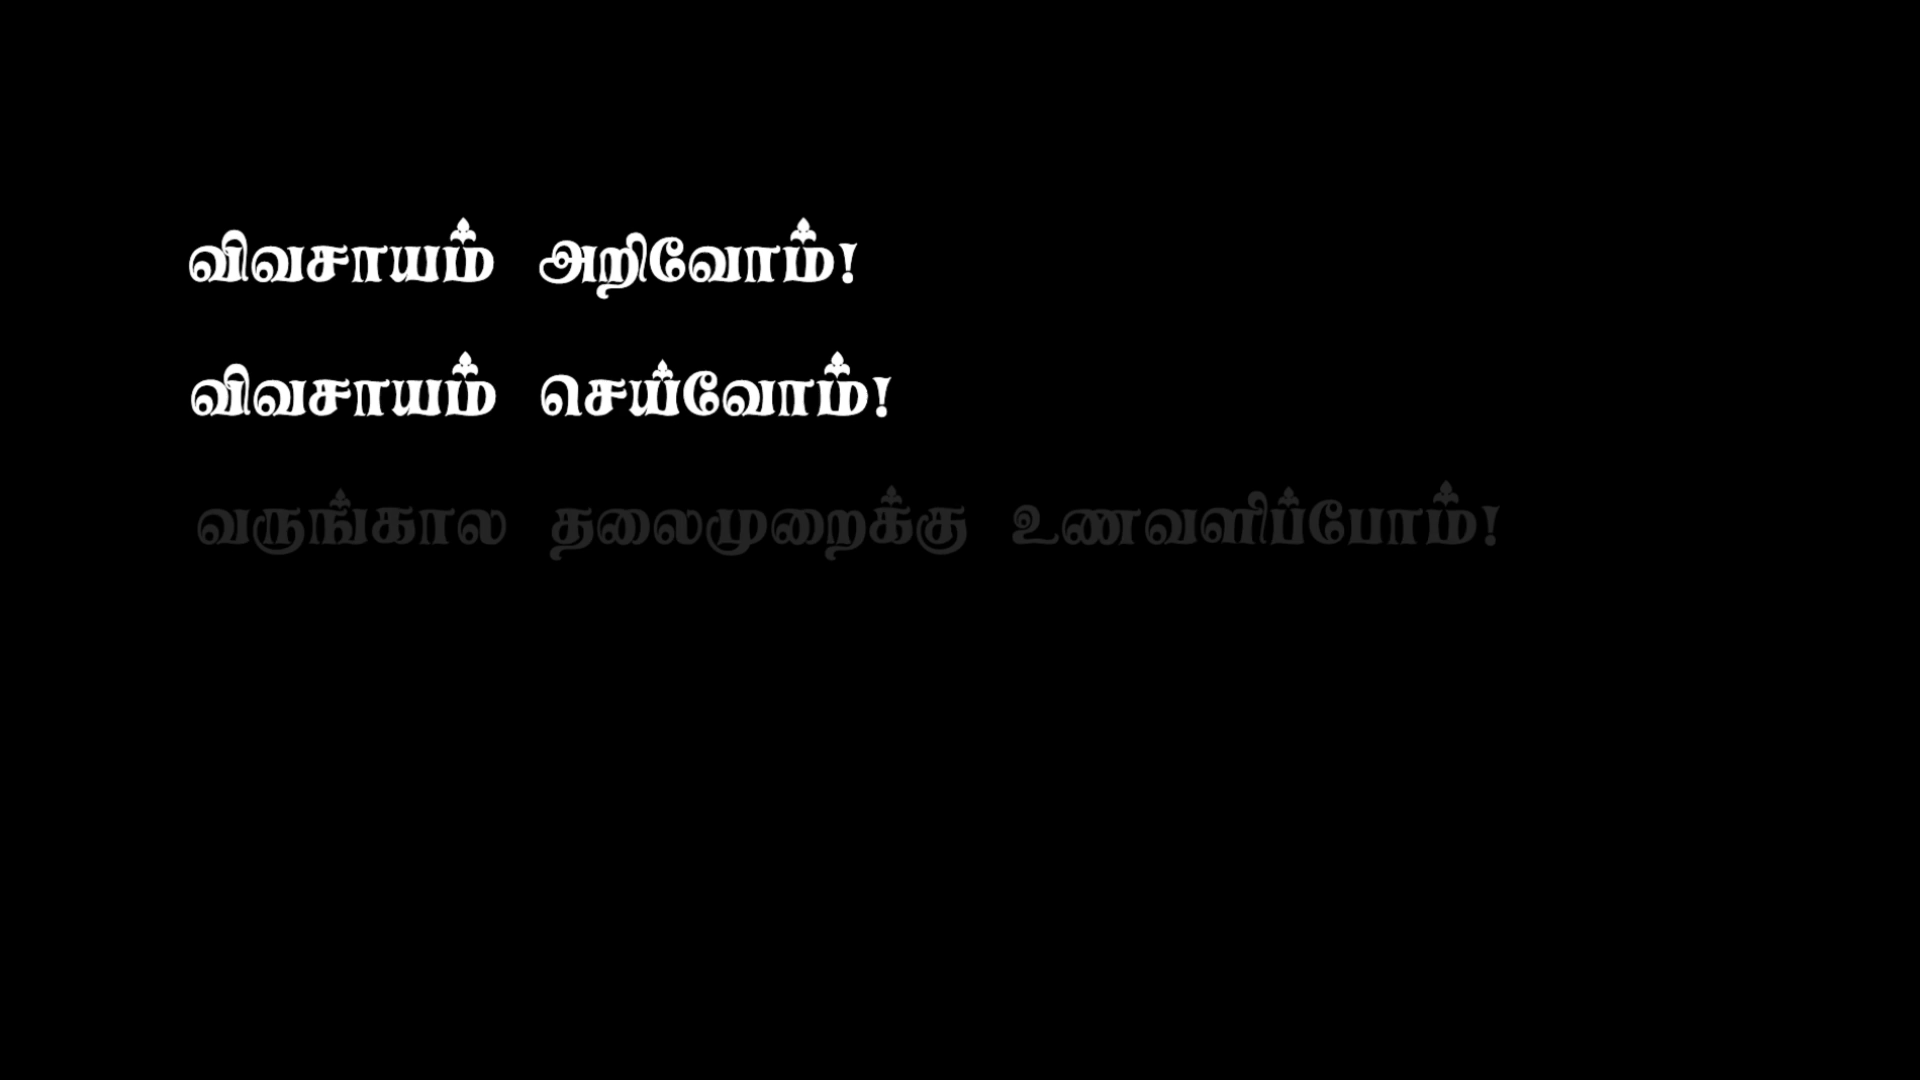 விவசாயம் அறிவோம்!
விவசாயம் செய்வோம்!
வருங்கால தலைமுறைக்கு உணவளிப்போம்!